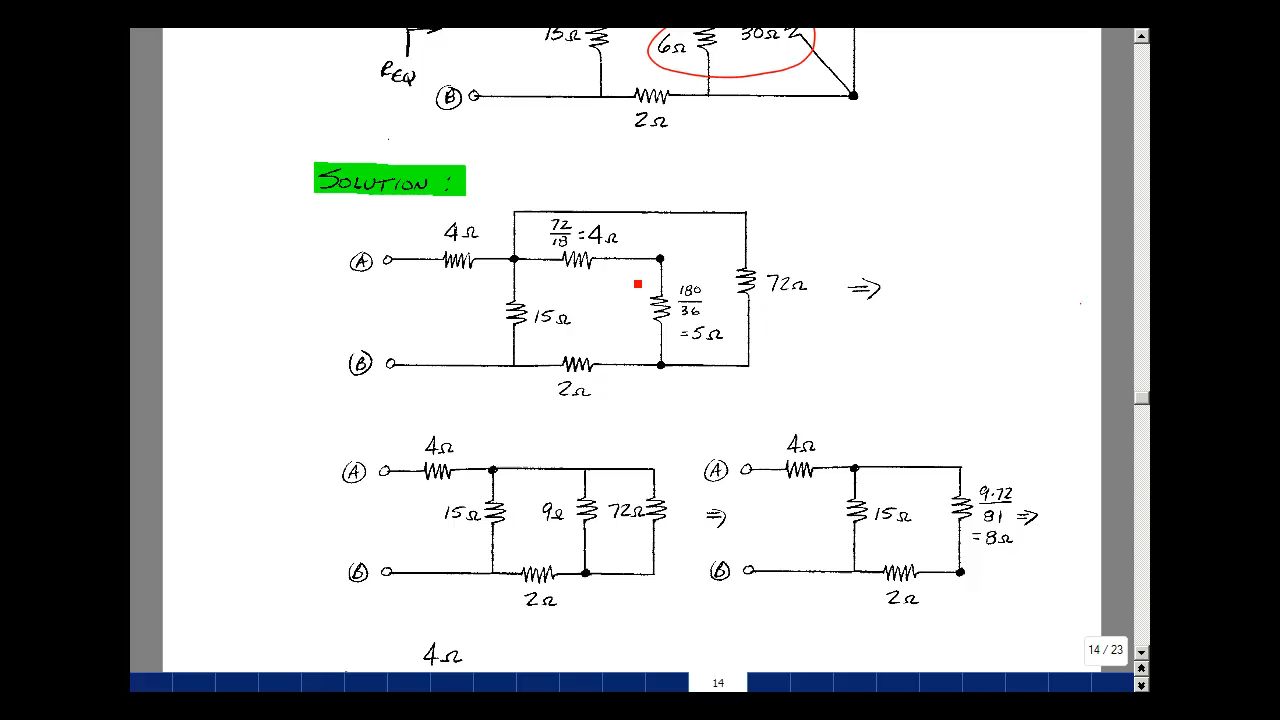 15Ω
6Ω
30Ω
REQ
B
2Ω
SOLUTION :
4Ω
72/18 = 4Ω
A
15Ω
180/36
= 5Ω
72Ω
⇒
B
2Ω
4Ω
A
15Ω
9Ω
72Ω
⇒
B
2Ω
4Ω
A
15Ω
9·72/81
= 8Ω
⇒
B
2Ω
4Ω
14 / 23
14